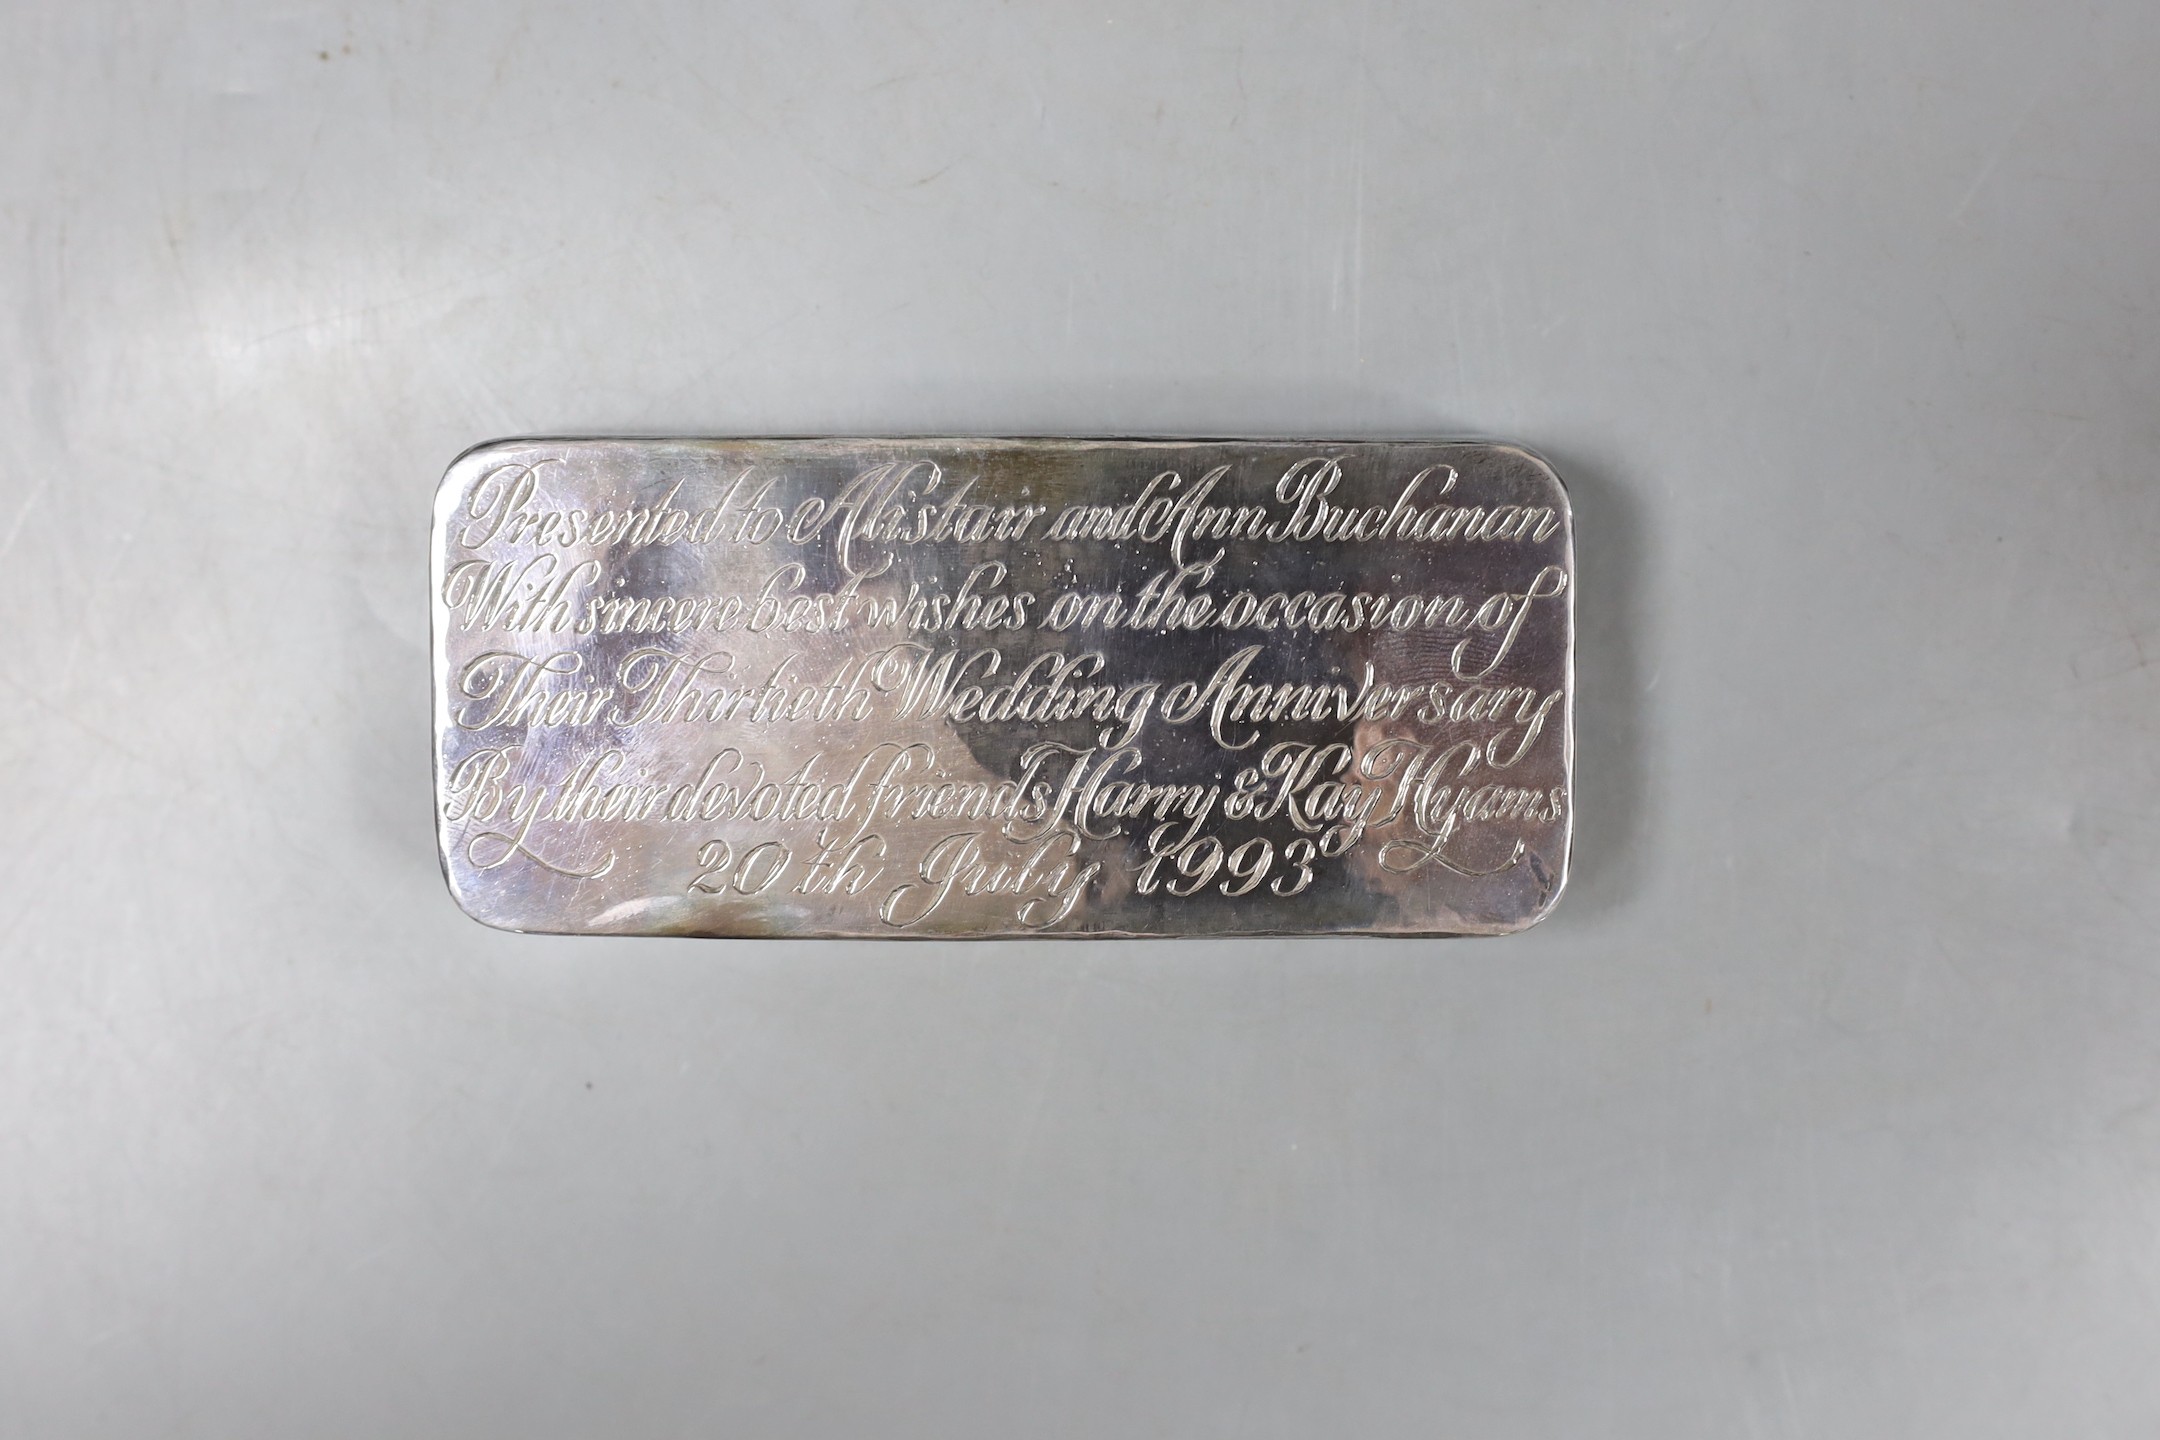 Presented to Alistair and Ann Buchanan
With sincere best wishes on the occasion of
Their Thirtieth Wedding Anniversary
By their devoted friends Harry & Kay Hyams
20th July 1993